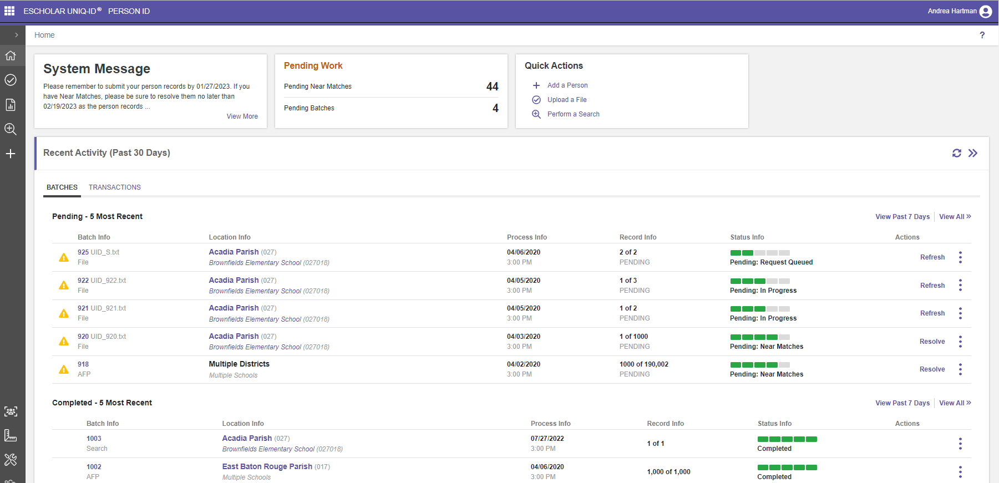 ESCHOLAR UNIQ-ID® PERSON ID
Andrea Hartman
Home
?
System Message
Please remember to submit your person records by 01/27/2023. If you
have Near Matches, please be sure to resolve them no later than
02/19/2023 as the person records ...
View More
Pending Work
Pending Near Matches 44
Pending Batches 4
Quick Actions
Add a Person
Upload a File
Perform a Search
Recent Activity (Past 30 Days)
BATCHES TRANSACTIONS
Pending - 5 Most Recent View Past 7 Days View All »
Batch Info Location Info Process Info Record Info Status Info Actions
925 UID_S.txt Acadia Parish (027) 04/06/2020 2 of 2
File Brownfields Elementary School (027018) 3:00 PM PENDING Pending: Request Queued Refresh
922 UID_922.txt Acadia Parish (027) 04/05/2020 1 of 3
File Brownfields Elementary School (027018) 3:00 PM PENDING Pending: In Progress Refresh
921 UID_921.txt Acadia Parish (027) 04/05/2020 1 of 2
File Brownfields Elementary School (027018) 3:00 PM PENDING Pending: In Progress Refresh
920 UID_920.txt Acadia Parish (027) 04/03/2020 1 of 1000
File Brownfields Elementary School (027018) 3:00 PM PENDING Pending: Near Matches Resolve
918 Multiple Districts 04/02/2020 1000 of 190,002
AFP Multiple Schools 3:00 PM PENDING Pending: Near Matches Resolve
Completed - 5 Most Recent View Past 7 Days View All »
Batch Info Location Info Process Info Record Info Status Info Actions
1003 Acadia Parish (027) 07/27/2022 1 of 1
Search Brownfields Elementary School (027018) 3:00 PM Completed
1002 East Baton Rouge Parish (017) 04/06/2020 1,000 of 1,000
AFP Multiple Schools 3:00 PM Completed